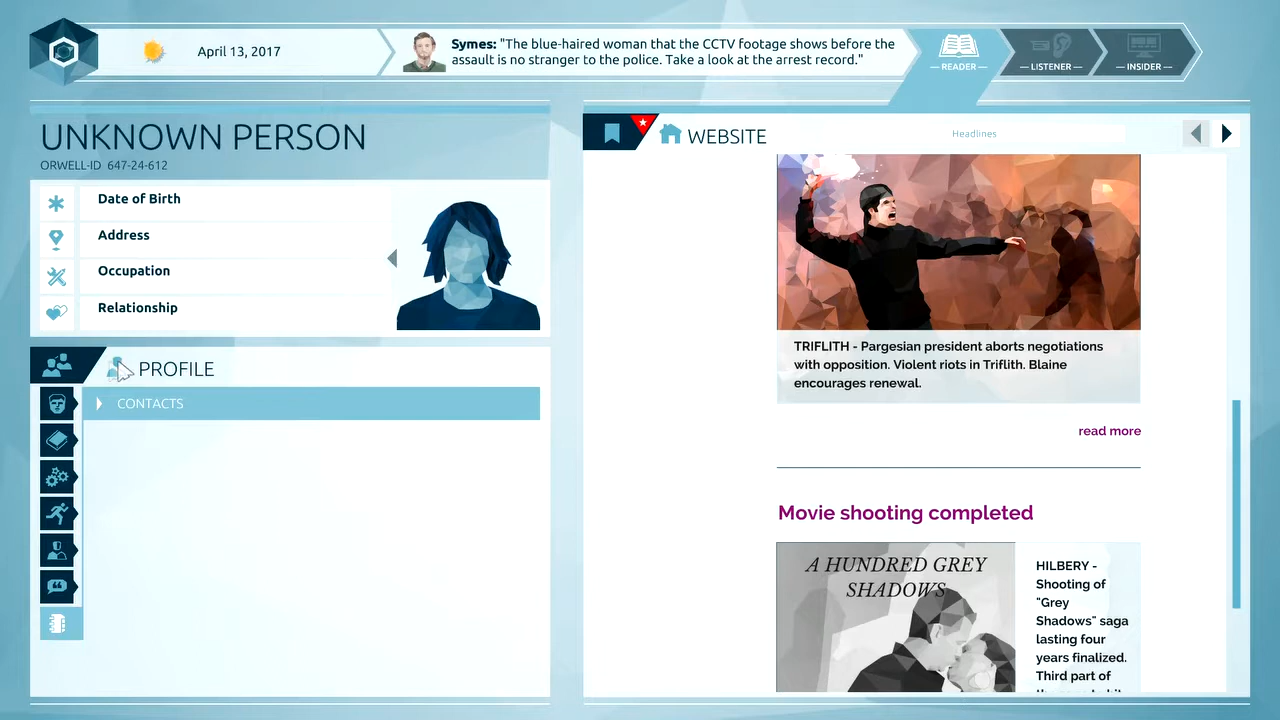 April 13, 2017
Symes: "The blue-haired woman that the CCTV footage shows before the
assault is no stranger to the police. Take a look at the arrest record."
— READER —
— LISTENER —
— INSIDER —
UNKNOWN PERSON
ORWELL-ID 647-24-612
Date of Birth
Address
Occupation
Relationship
PROFILE
CONTACTS
WEBSITE
Headlines
TRIFLITH - Pargesian president aborts negotiations
with opposition. Violent riots in Triflith. Blaine
encourages renewal.
read more
Movie shooting completed
A HUNDRED GREY
SHADOWS
HILBERY -
Shooting of
"Grey
Shadows" saga
lasting four
years finalized.
Third part of